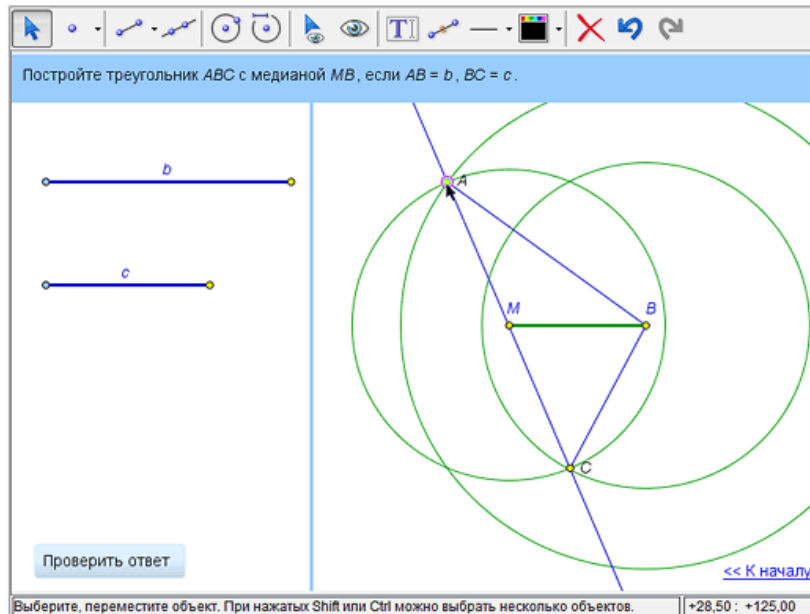 T
Постройте треугольник ABC с медианой MB, если AB = b, BC = c.
b
A
c
M B
C
Проверить ответ
<< К началу
Выберите, переместите объект. При нажатых Shift или Ctrl можно выбрать несколько объектов. +28,50 : +125,00